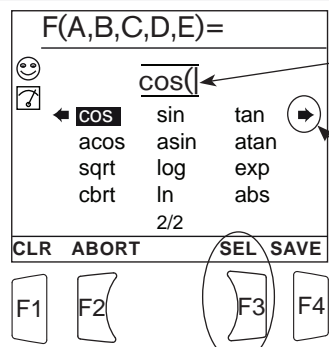 F(A,B,C,D,E)=
cos(
cos sin tan
acos asin atan
sqrt log exp
cbrt ln abs
2/2
CLR ABORT SEL SAVE
F1 F2 F3 F4